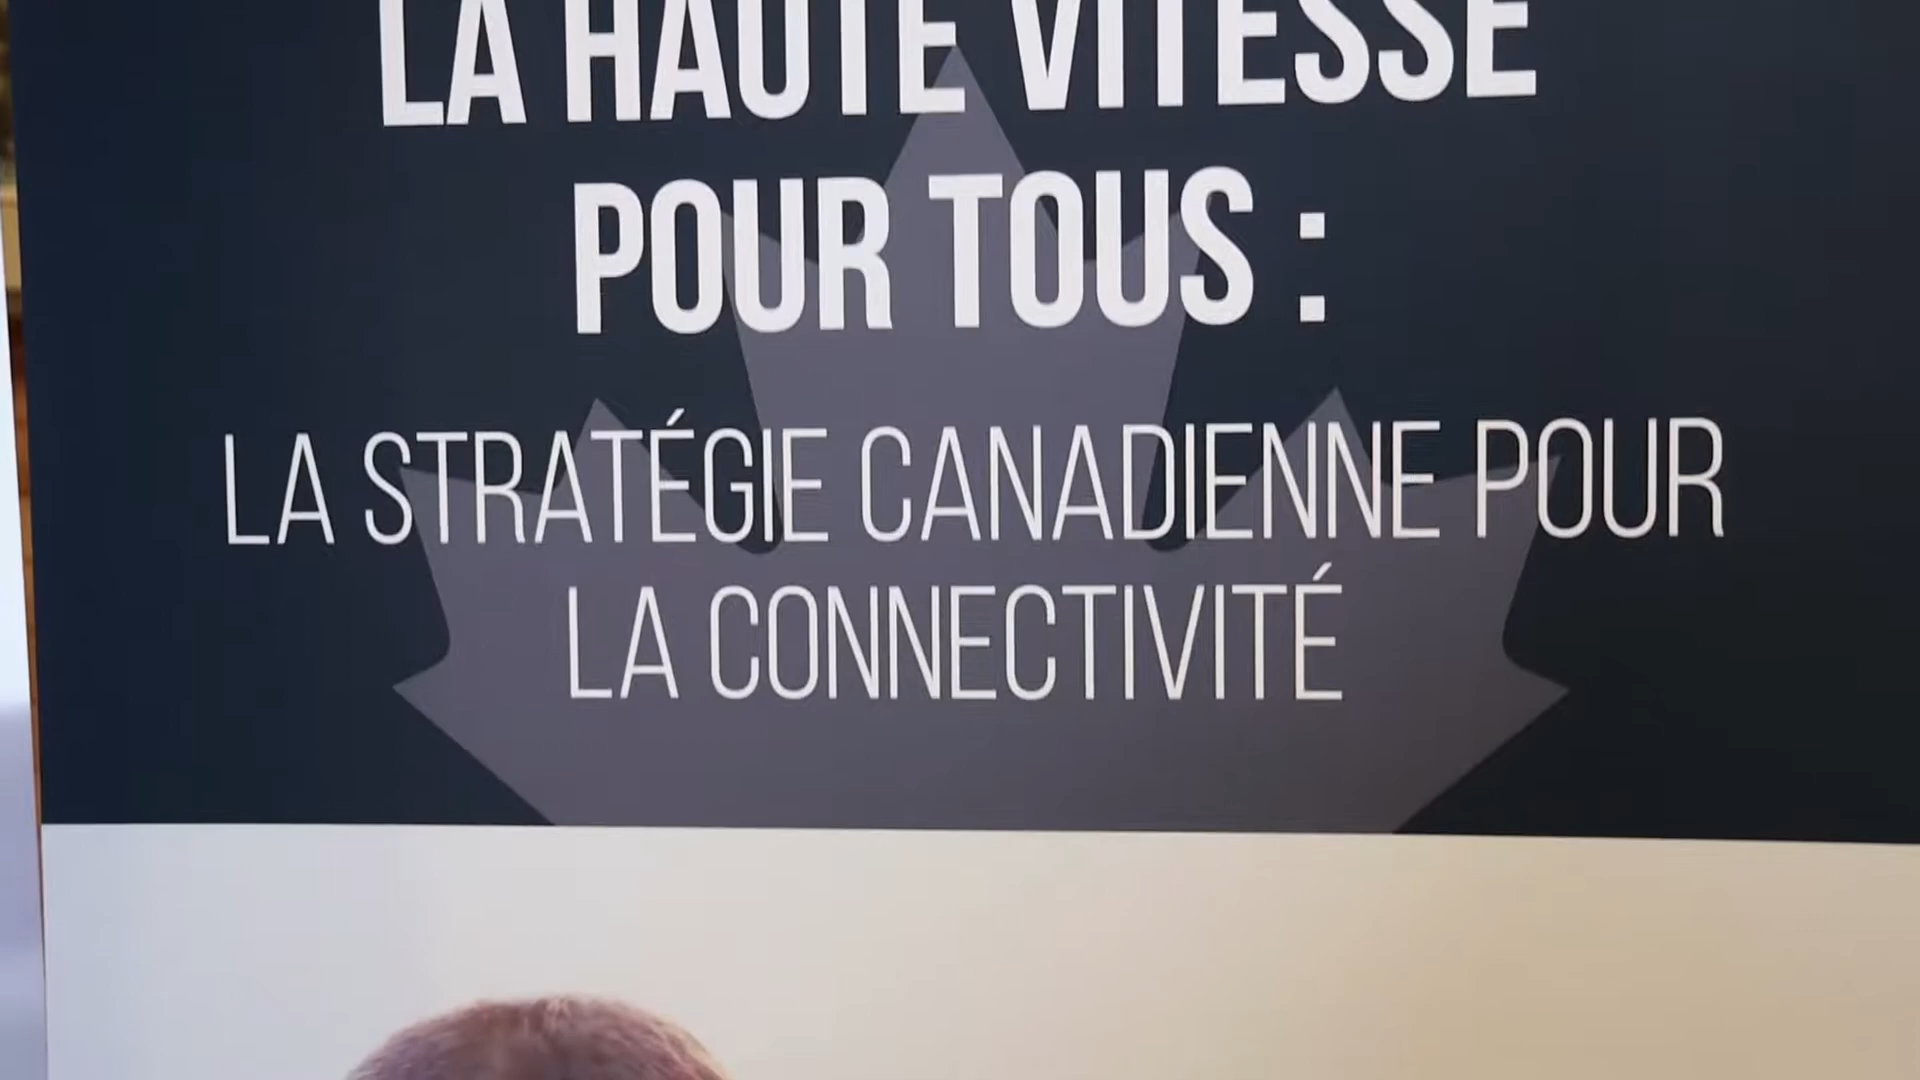 LA HAUTE VITESSE
POUR TOUS :
LA STRATÉGIE CANADIENNE POUR
LA CONNECTIVITÉ